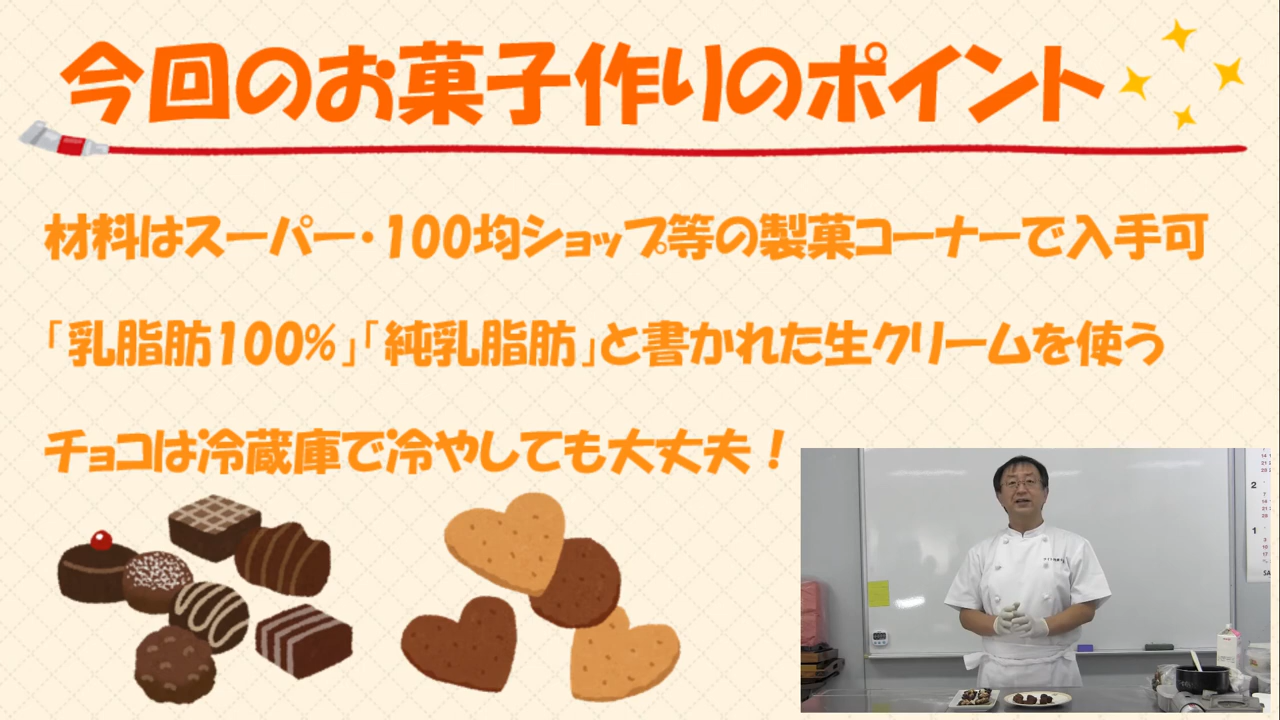 今回のお菓子作りのポイント
材料はスーパー・100均ショップ等の製菓コーナーで入手可
「乳脂肪100%」「純乳脂肪」と書かれた生クリームを使う
チョコは冷蔵庫で冷やしても大丈夫！